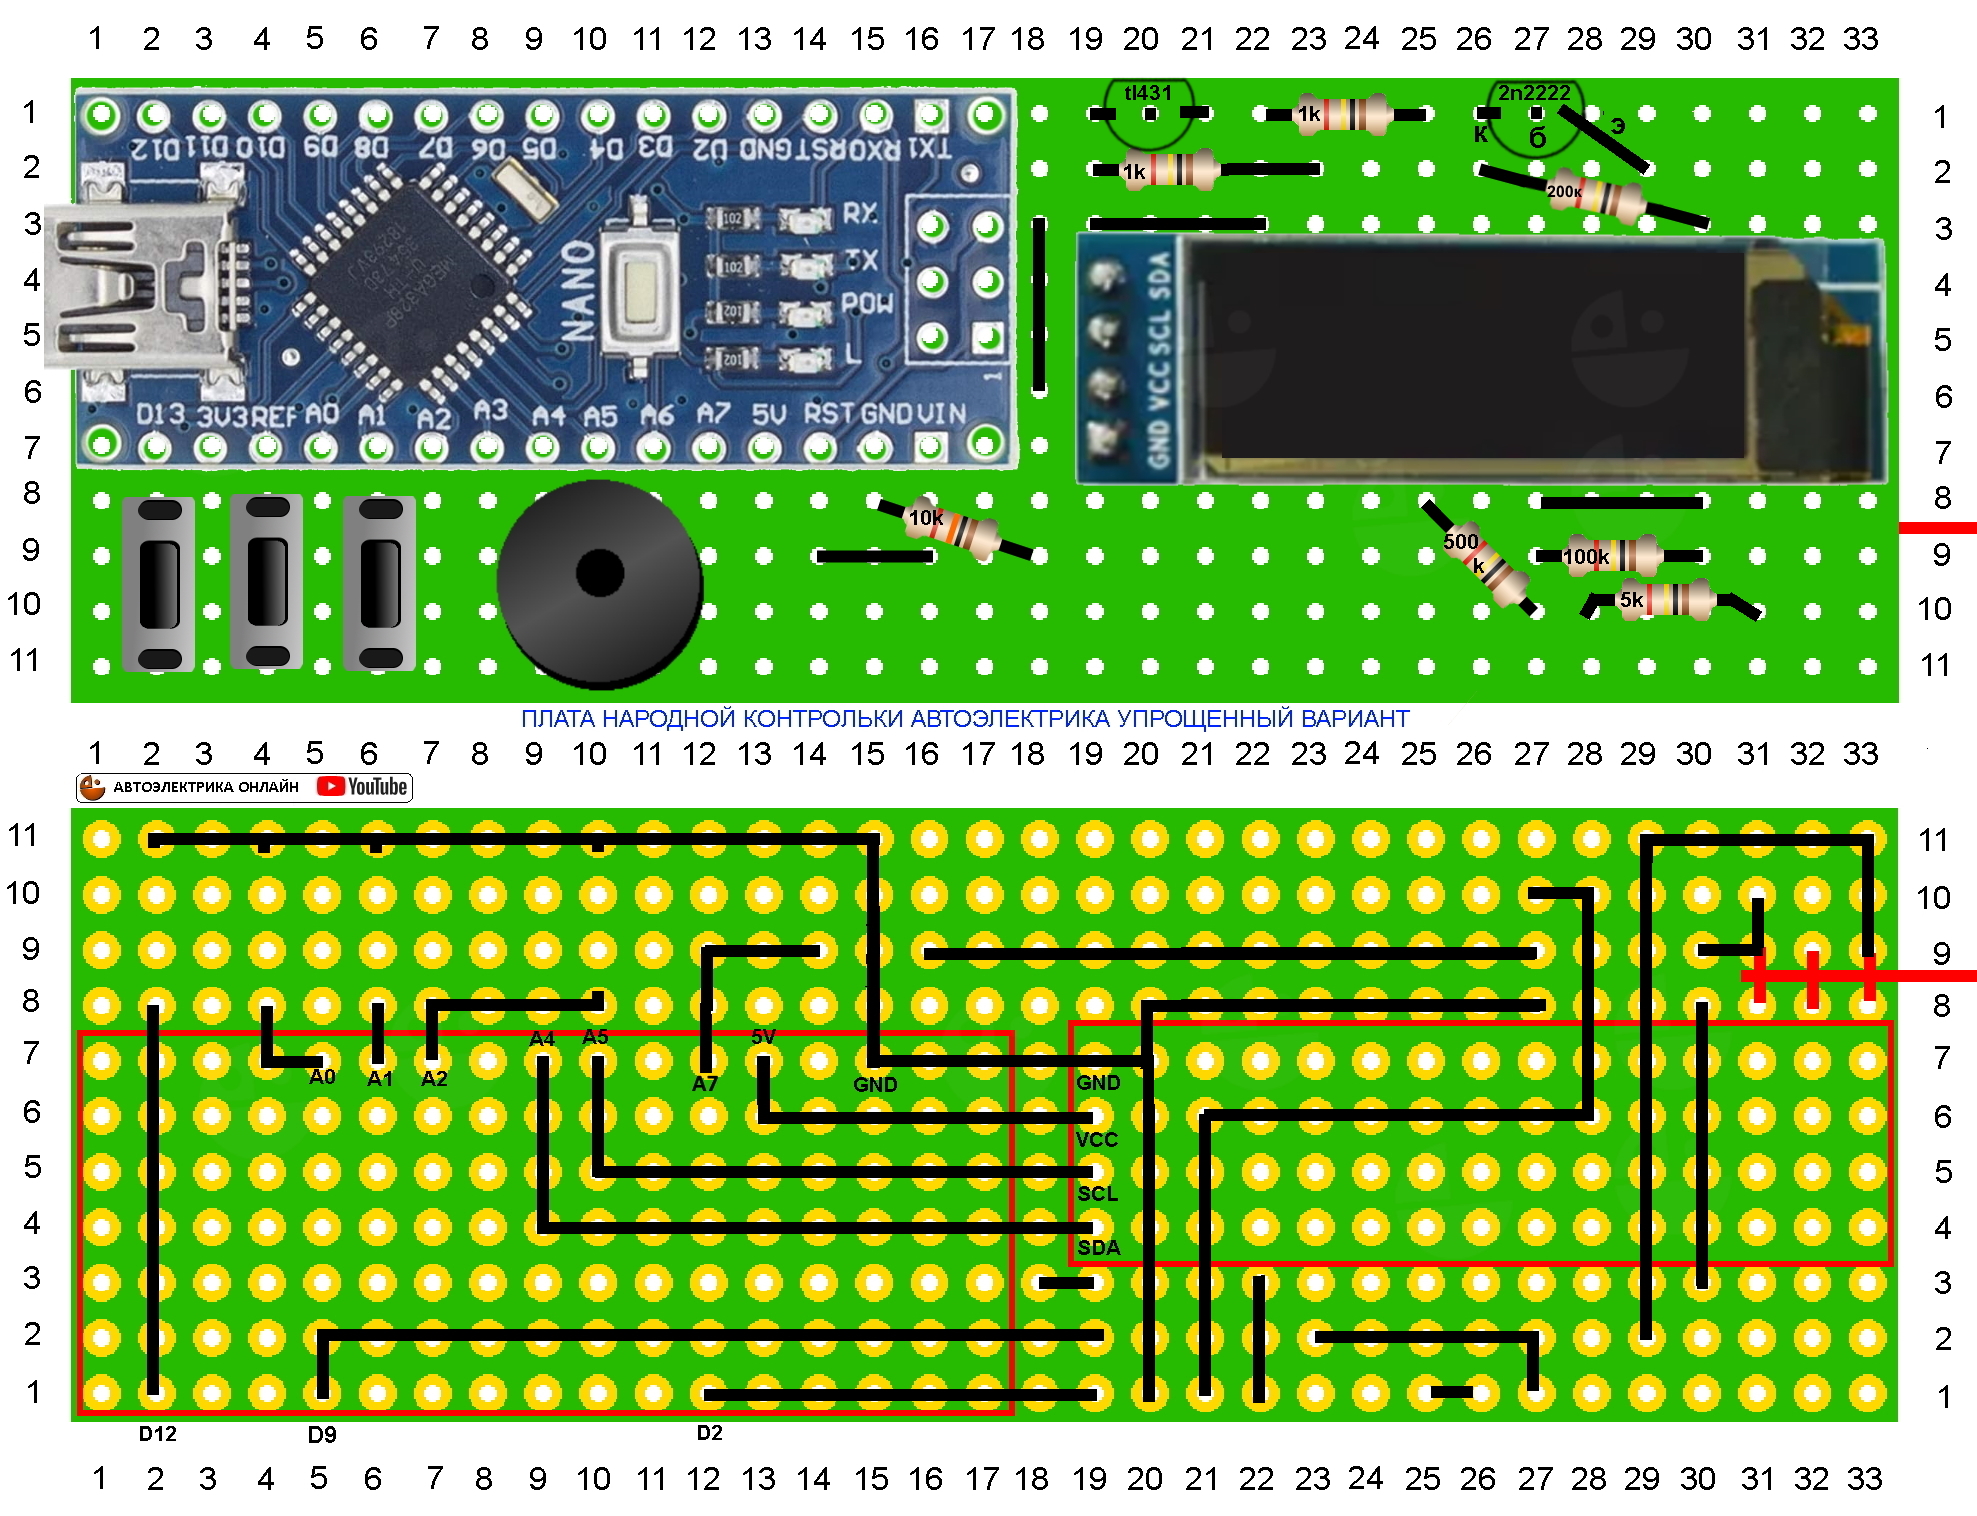 1 2 3 4 5 6 7 8 9 10 11 12 13 14 15 16 17 18 19 20 21 22 23 24 25 26 27 28 29 30 31 32 33
tl431
2n2222
1 1k 1
К б э
D12 D11 D10 D9 D8 D7 D6 D5 D4 D3 D2 GND RST RX0 TX1
2 1k 200к 2
3 102 RX 3
NANO
4 102 TX 4
SDA
SCL
VCC
GND
5 POW 5
102 L
6 1 6
D13 3V3 REF A0 A1 A2 A3 A4 A5 A6 A7 5V RST GND VIN
7 7
8 8
10k
500
k
9 100k 9
10 5k 10
11 11
ПЛАТА НАРОДНОЙ КОНТРОЛЬКИ АВТОЭЛЕКТРИКА УПРОЩЕННЫЙ ВАРИАНТ
1 2 3 4 5 6 7 8 9 10 11 12 13 14 15 16 17 18 19 20 21 22 23 24 25 26 27 28 29 30 31 32 33
АВТОЭЛЕКТРИКА ОНЛАЙН YouTube
11 11
10 10
9 9
8 8
A4 A5 5V
7 7
A0 A1 A2 A7 GND GND
6 6
VCC
5 5
SCL
4 4
SDA
3 3
2 2
1 1
D12 D9 D2
1 2 3 4 5 6 7 8 9 10 11 12 13 14 15 16 17 18 19 20 21 22 23 24 25 26 27 28 29 30 31 32 33